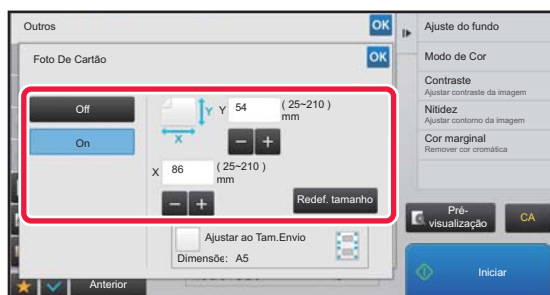 Outros
OK
Foto De Cartão
OK
Off
On
Y
X
Y 54 ( 25~210 )
mm
X 86 ( 25~210 )
mm
Redef. tamanho
Ajustar ao Tam.Envio
Dimensõe: A5
Anterior
Ajuste do fundo
Modo de Cor
Contraste
Ajustar contraste da imagem
Nitidez
Ajustar contorno da imagem
Cor marginal
Remover cor cromática
Pré-
visualização
CA
Iniciar